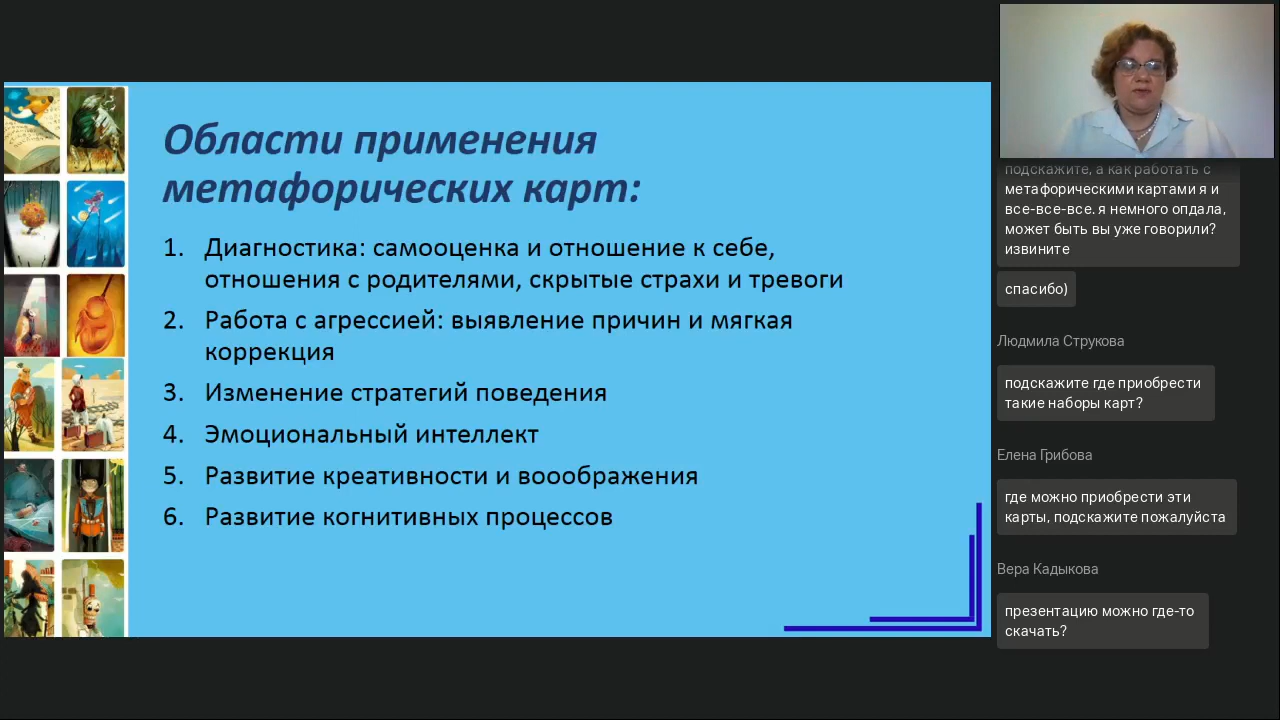 Области применения
метафорических карт:
1. Диагностика: самооценка и отношение к себе,
отношения с родителями, скрытые страхи и тревоги
2. Работа с агрессией: выявление причин и мягкая
коррекция
3. Изменение стратегий поведения
4. Эмоциональный интеллект
5. Развитие креативности и вооображения
6. Развитие когнитивных процессов
подскажите, а как работать с
метафорическими картами я и
все-все-все. я немного опдала,
может быть вы уже говорили?
извините
спасибо)
Людмила Струкова
подскажите где приобрести
такие наборы карт?
Елена Грибова
где можно приобрести эти
карты, подскажите пожалуйста
Вера Кадыкова
презентацию можно где-то
скачать?